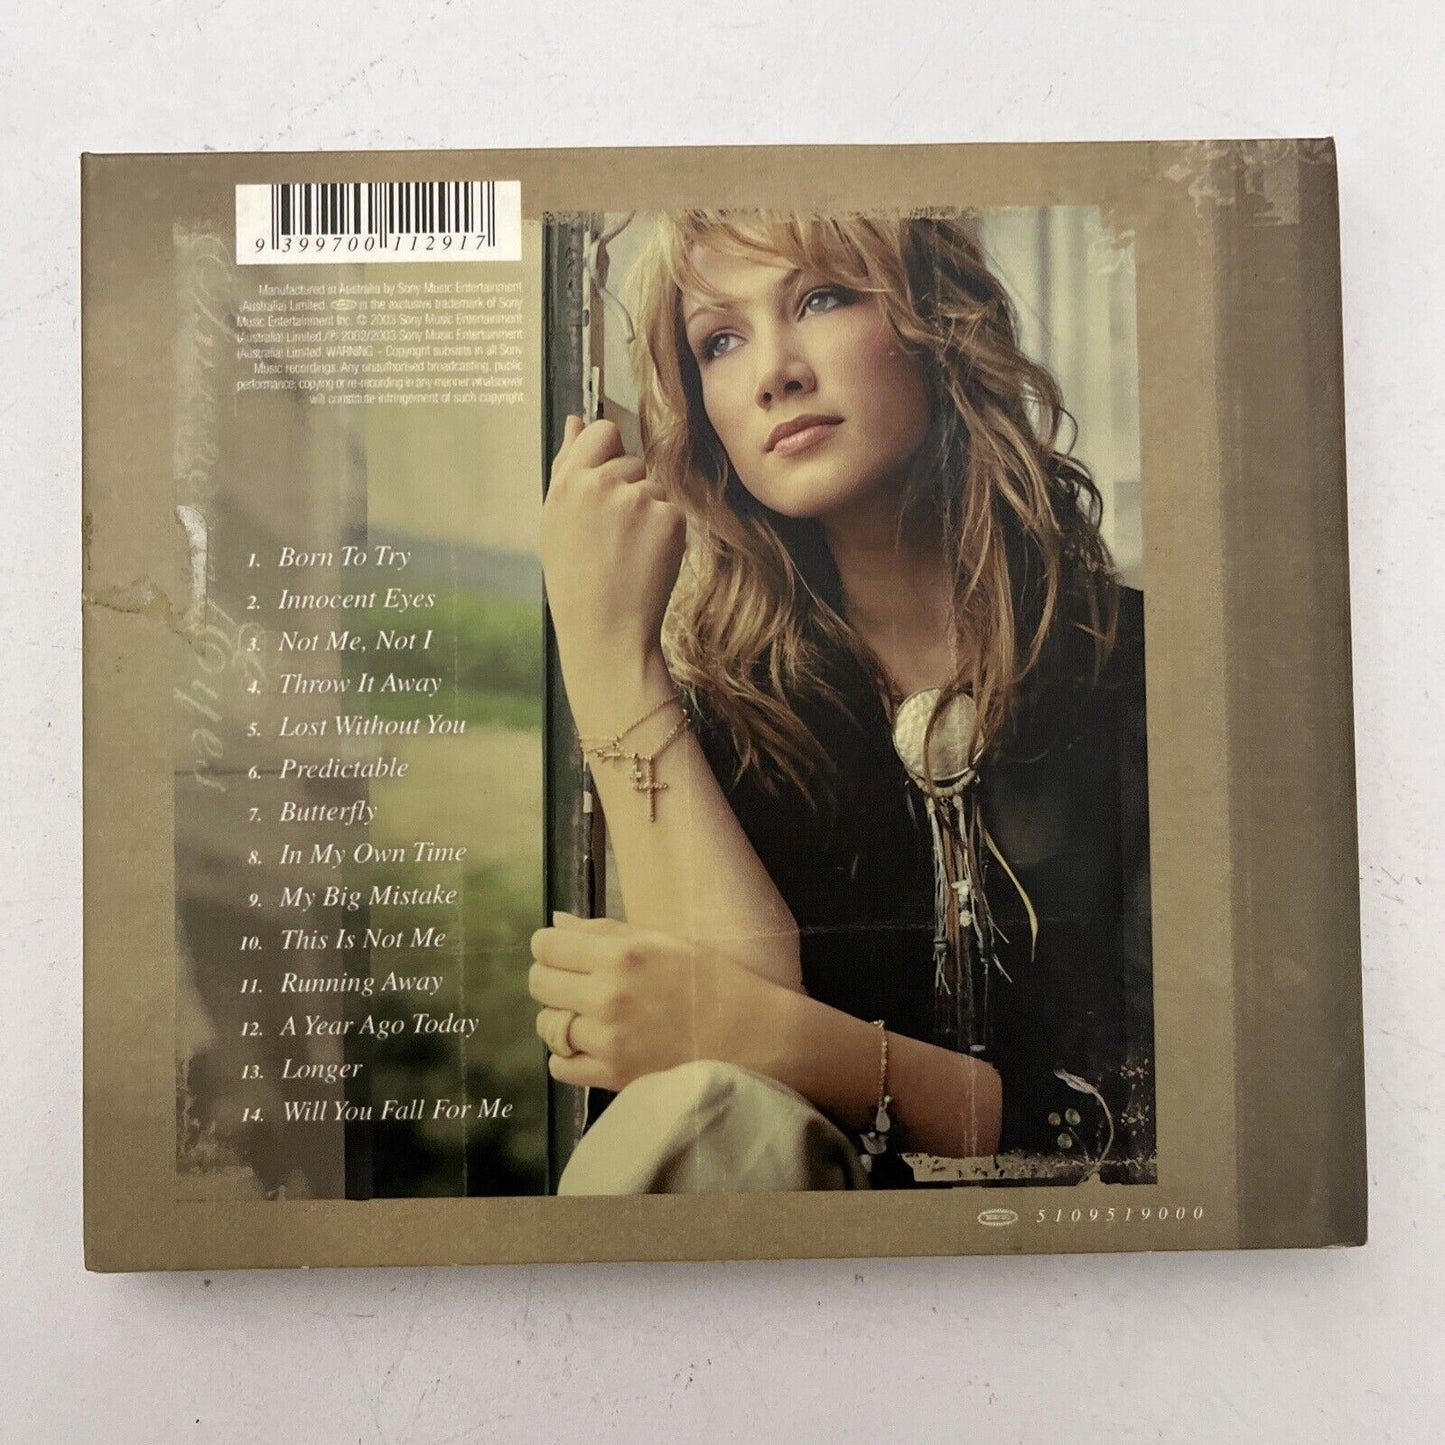 9 399700 112917
Manufactured in Australia by Sony Music Entertainment
(Australia) Limited. is the exclusive trademark of Sony
Music Entertainment Inc. © 2003 Sony Music Entertainment
(Australia) Limited./℗ 2002/2003 Sony Music Entertainment
(Australia) Limited. WARNING - Copyright subsists in all Sony
Music recordings. Any unauthorised broadcasting, public
performance, copying or re-recording in any manner whatsoever
will constitute infringement of such copyright
1. Born To Try
2. Innocent Eyes
3. Not Me, Not I
4. Throw It Away
5. Lost Without You
6. Predictable
7. Butterfly
8. In My Own Time
9. My Big Mistake
10. This Is Not Me
11. Running Away
12. A Year Ago Today
13. Longer
14. Will You Fall For Me
5109519000